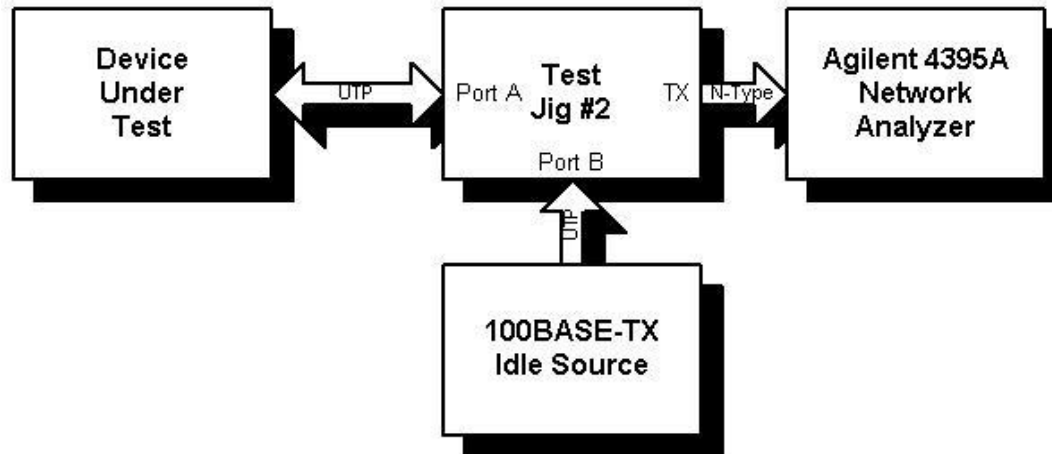 Device
Under
Test
UTP
Port A
Test
Jig #2
TX
Port B
N-Type
Agilent 4395A
Network
Analyzer
UTP
100BASE-TX
Idle Source